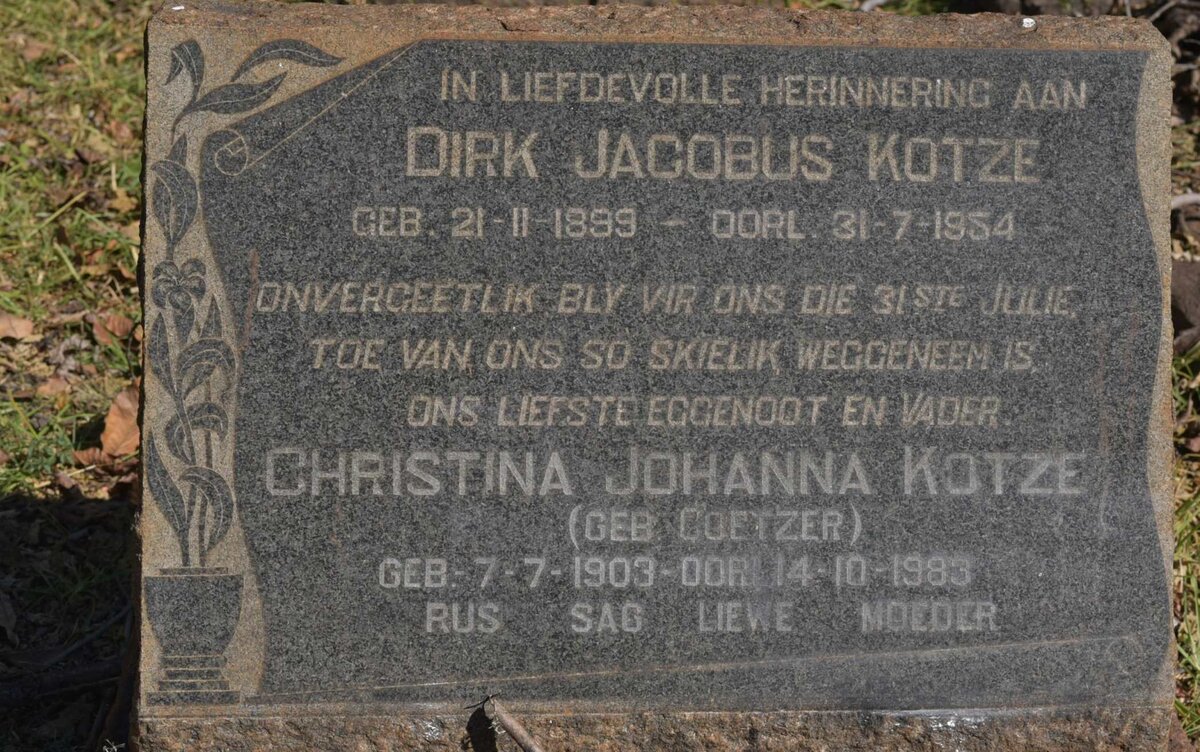 IN LIEFDEVOLLE HERINNERING AAN
DIRK JACOBUS KOTZE
GEB. 21-11-1899 - OORL. 31-7-1954
ONVERGEETLIK BLY VIR ONS DIE 31STE JULIE,
TOE VAN ONS SO SKIELIK WEGGENEEM IS,
ONS LIEFSTE EGGENOOT EN VADER.
CHRISTINA JOHANNA KOTZE
(GEB COETZER)
GEB-7-7-1903-OORL 14-10-1983
RUS SAG LIEWE MOEDER